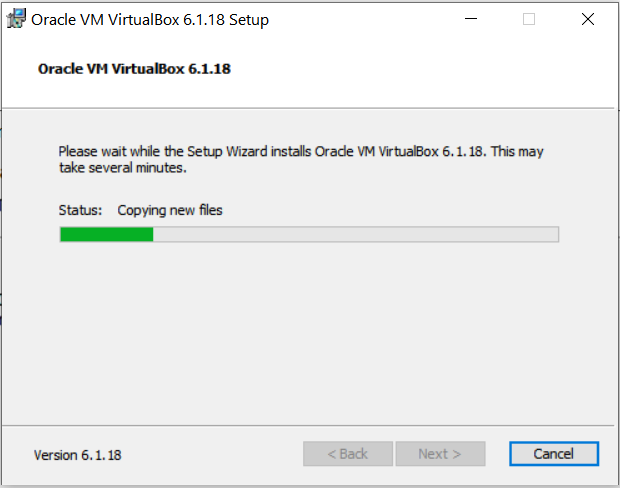 Oracle VM VirtualBox 6.1.18 Setup
Oracle VM VirtualBox 6.1.18
Please wait while the Setup Wizard installs Oracle VM VirtualBox 6.1.18. This may
take several minutes.
Status: Copying new files
Version 6.1.18
< Back
Next >
Cancel